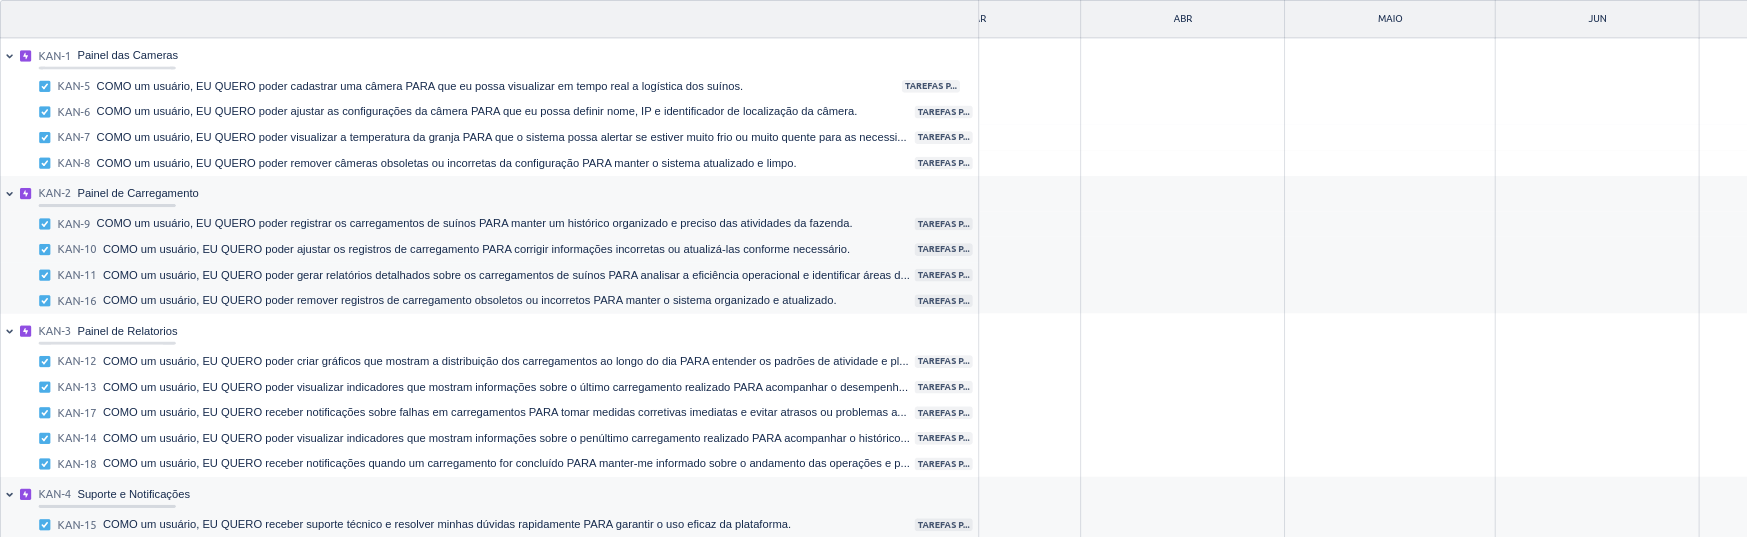 AR ABR MAIO JUN
KAN-1 Painel das Cameras
KAN-5 COMO um usuário, EU QUERO poder cadastrar uma câmera PARA que eu possa visualizar em tempo real a logística dos suínos. TAREFAS P...
KAN-6 COMO um usuário, EU QUERO poder ajustar as configurações da câmera PARA que eu possa definir nome, IP e identificador de localização da câmera. TAREFAS P...
KAN-7 COMO um usuário, EU QUERO poder visualizar a temperatura da granja PARA que o sistema possa alertar se estiver muito frio ou muito quente para as necessi... TAREFAS P...
KAN-8 COMO um usuário, EU QUERO poder remover câmeras obsoletas ou incorretas da configuração PARA manter o sistema atualizado e limpo. TAREFAS P...
KAN-2 Painel de Carregamento
KAN-9 COMO um usuário, EU QUERO poder registrar os carregamentos de suínos PARA manter um histórico organizado e preciso das atividades da fazenda. TAREFAS P...
KAN-10 COMO um usuário, EU QUERO poder ajustar os registros de carregamento PARA corrigir informações incorretas ou atualizá-las conforme necessário. TAREFAS P...
KAN-11 COMO um usuário, EU QUERO poder gerar relatórios detalhados sobre os carregamentos de suínos PARA analisar a eficiência operacional e identificar áreas d... TAREFAS P...
KAN-16 COMO um usuário, EU QUERO poder remover registros de carregamento obsoletos ou incorretos PARA manter o sistema organizado e atualizado. TAREFAS P...
KAN-3 Painel de Relatorios
KAN-12 COMO um usuário, EU QUERO poder criar gráficos que mostram a distribuição dos carregamentos ao longo do dia PARA entender os padrões de atividade e pl... TAREFAS P...
KAN-13 COMO um usuário, EU QUERO poder visualizar indicadores que mostram informações sobre o último carregamento realizado PARA acompanhar o desempenh... TAREFAS P...
KAN-17 COMO um usuário, EU QUERO receber notificações sobre falhas em carregamentos PARA tomar medidas corretivas imediatas e evitar atrasos ou problemas a... TAREFAS P...
KAN-14 COMO um usuário, EU QUERO poder visualizar indicadores que mostram informações sobre o penúltimo carregamento realizado PARA acompanhar o histórico... TAREFAS P...
KAN-18 COMO um usuário, EU QUERO receber notificações quando um carregamento for concluído PARA manter-me informado sobre o andamento das operações e p... TAREFAS P...
KAN-4 Suporte e Notificações
KAN-15 COMO um usuário, EU QUERO receber suporte técnico e resolver minhas dúvidas rapidamente PARA garantir o uso eficaz da plataforma. TAREFAS P...